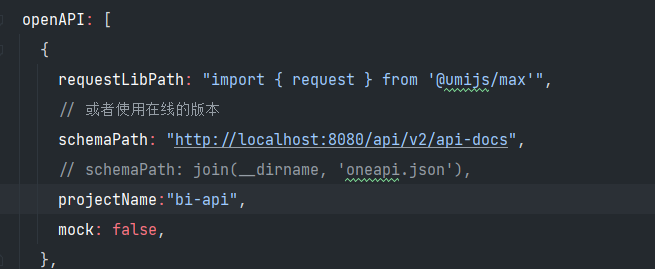 openAPI: [
{
requestLibPath: "import { request } from '@umijs/max'",
// 或者使用在线的版本
schemaPath: "http://localhost:8080/api/v2/api-docs",
// schemaPath: join(__dirname, 'oneapi.json'),
projectName:"bi-api",
mock: false,
},